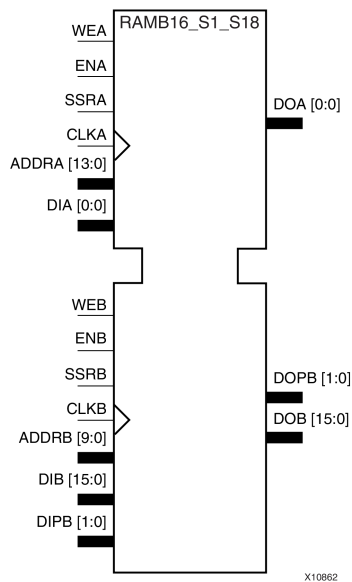 RAMB16_S1_S18
WEA
ENA
SSRA
DOA [0:0]
CLKA
ADDRA [13:0]
DIA [0:0]
WEB
ENB
SSRB
DOPB [1:0]
CLKB
DOB [15:0]
ADDRB [9:0]
DIB [15:0]
DIPB [1:0]
X10862